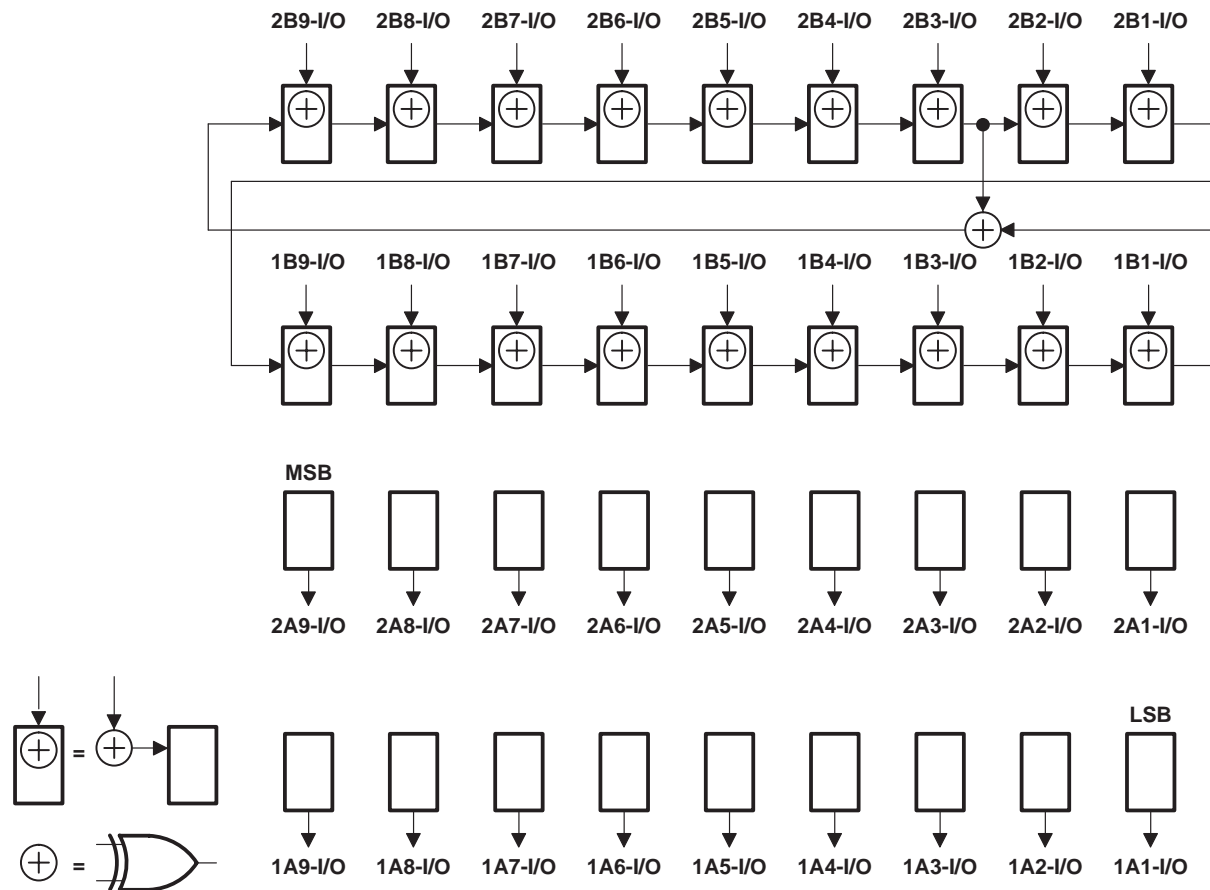 2B9-I/O 2B8-I/O 2B7-I/O 2B6-I/O 2B5-I/O 2B4-I/O 2B3-I/O 2B2-I/O 2B1-I/O
1B9-I/O 1B8-I/O 1B7-I/O 1B6-I/O 1B5-I/O 1B4-I/O 1B3-I/O 1B2-I/O 1B1-I/O
MSB
2A9-I/O 2A8-I/O 2A7-I/O 2A6-I/O 2A5-I/O 2A4-I/O 2A3-I/O 2A2-I/O 2A1-I/O
LSB
=
=
1A9-I/O 1A8-I/O 1A7-I/O 1A6-I/O 1A5-I/O 1A4-I/O 1A3-I/O 1A2-I/O 1A1-I/O